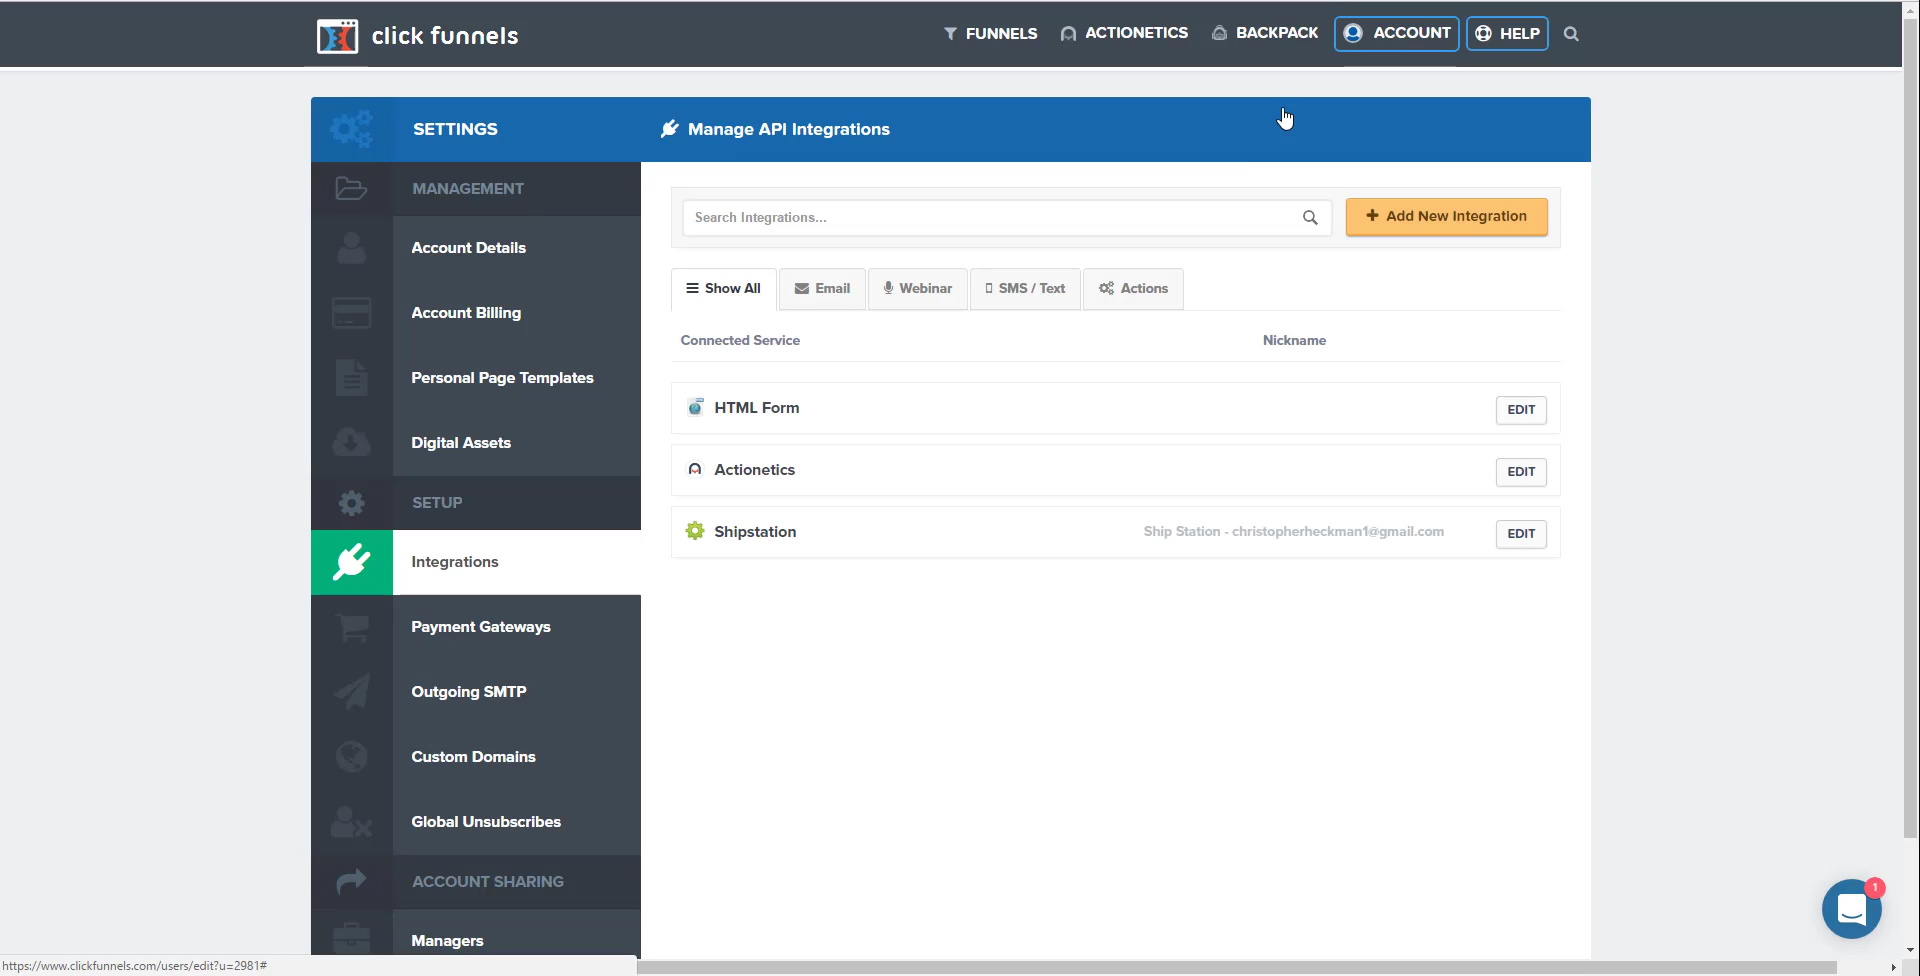 click funnels
FUNNELS
ACTIONETICS
BACKPACK
ACCOUNT
HELP
SETTINGS
Manage API Integrations
MANAGEMENT
Account Details
Account Billing
Personal Page Templates
Digital Assets
SETUP
Integrations
Payment Gateways
Outgoing SMTP
Custom Domains
Global Unsubscribes
ACCOUNT SHARING
Managers
Search Integrations...
+ Add New Integration
Show All
Email
Webinar
SMS / Text
Actions
Connected Service
Nickname
HTML Form
EDIT
Actionetics
EDIT
Shipstation
Ship Station - christopherheckman1@gmail.com
EDIT
1
https://www.clickfunnels.com/users/edit?u=2981#